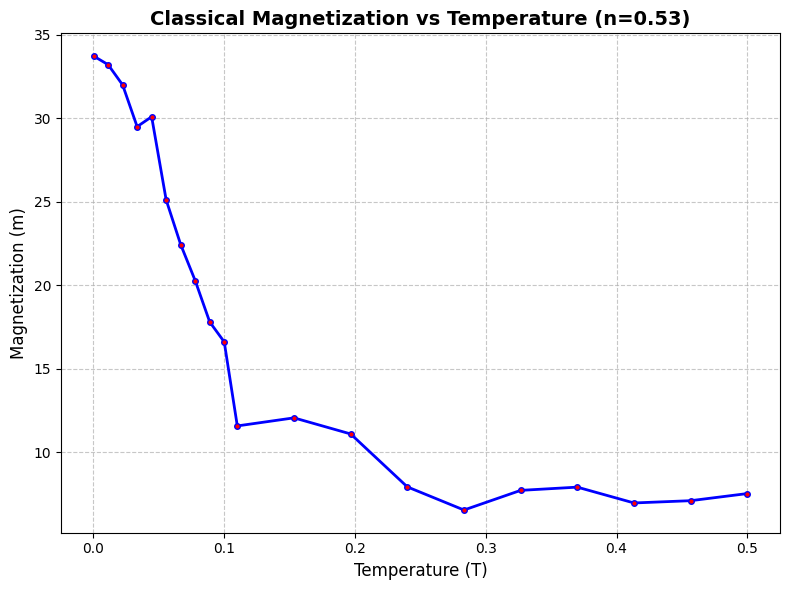 Classical Magnetization vs Temperature (n=0.53)
35
30
25
20
15
10
Magnetization (m)
0.0 0.1 0.2 0.3 0.4 0.5
Temperature (T)